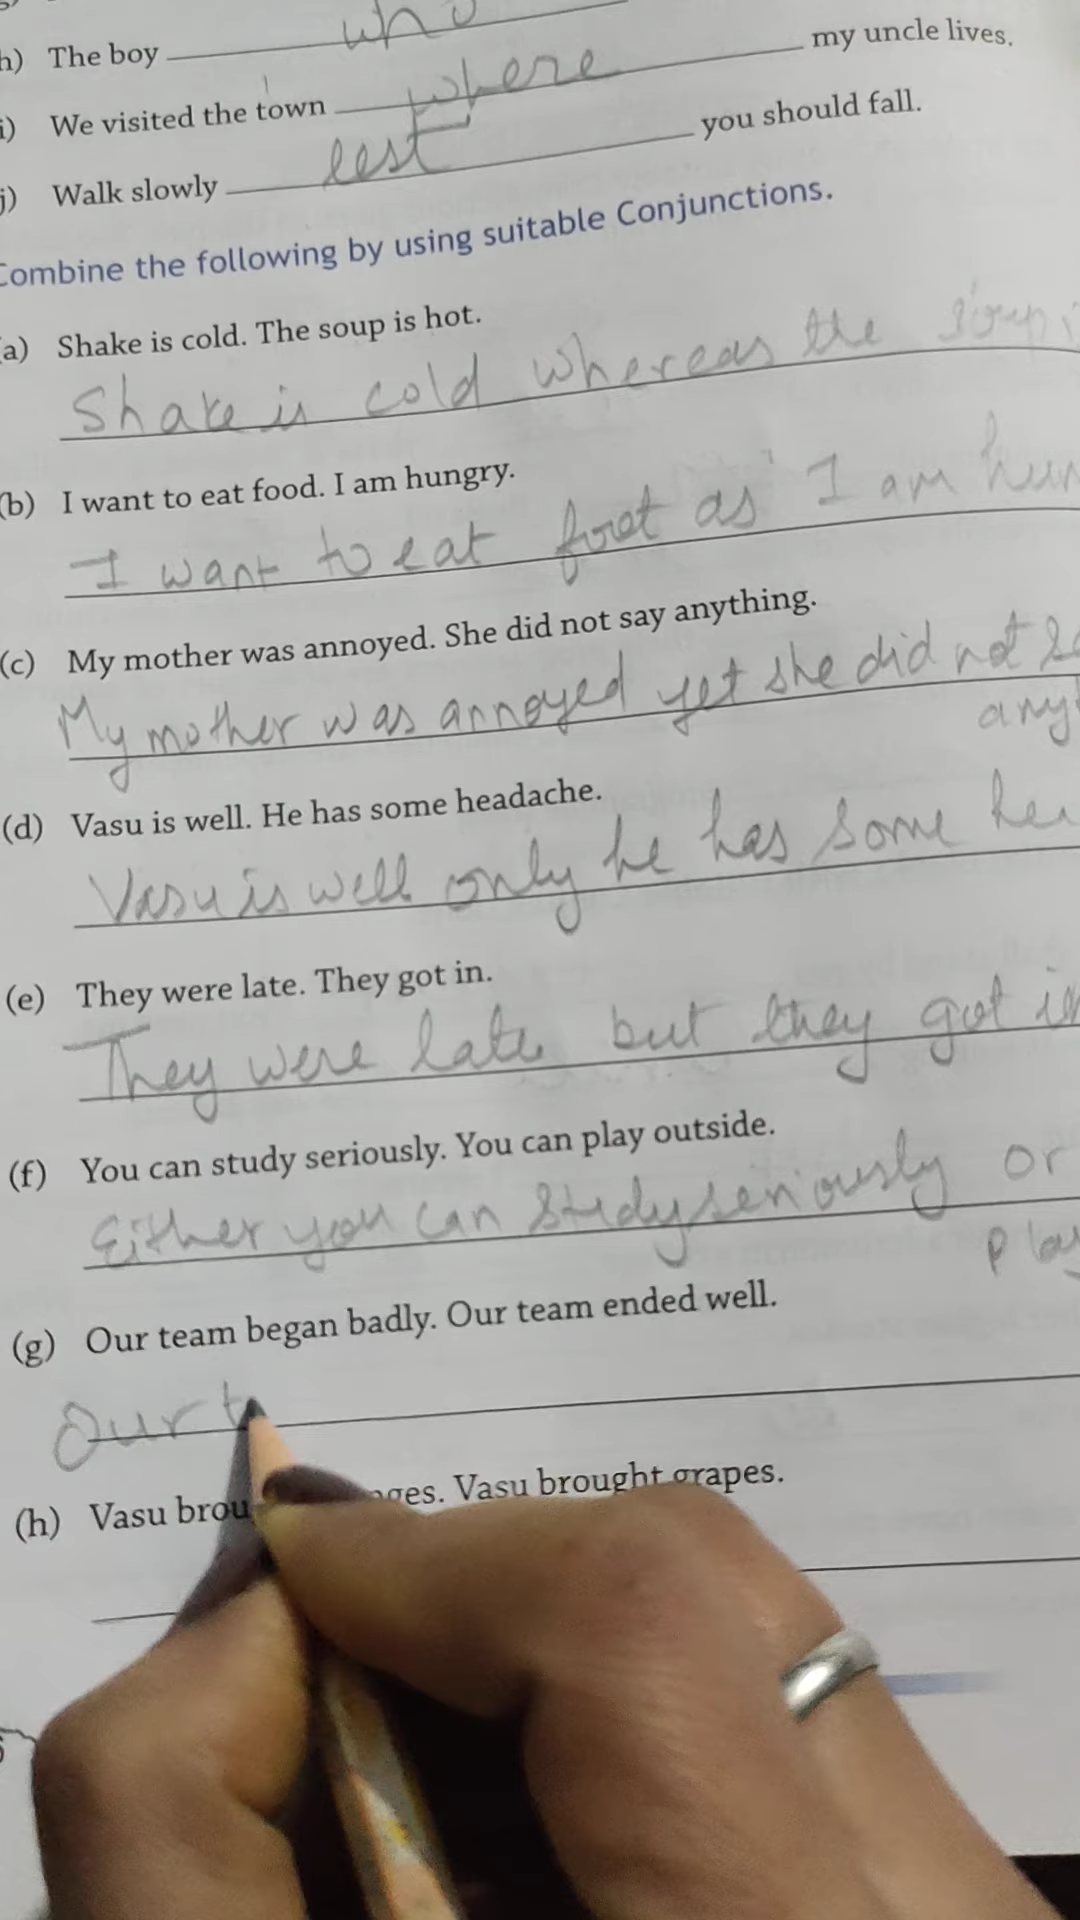 h) The boy who
i) We visited the town where my uncle lives.
j) Walk slowly lest you should fall.
Combine the following by using suitable Conjunctions.
(a) Shake is cold. The soup is hot.
Shake is cold whereas the soup
(b) I want to eat food. I am hungry.
I want to eat as I am hun
(c) My mother was annoyed. She did not say anything.
My mother was annoyed yet she did not
any
(d) Vasu is well. He has some headache.
Vasu is well only he has some hea
(e) They were late. They got in.
They were late but they got in
(f) You can study seriously. You can play outside.
Either you can study seriously or
play
(g) Our team began badly. Our team ended well.
Our t
(h) Vasu brou ges. Vasu brought grapes.